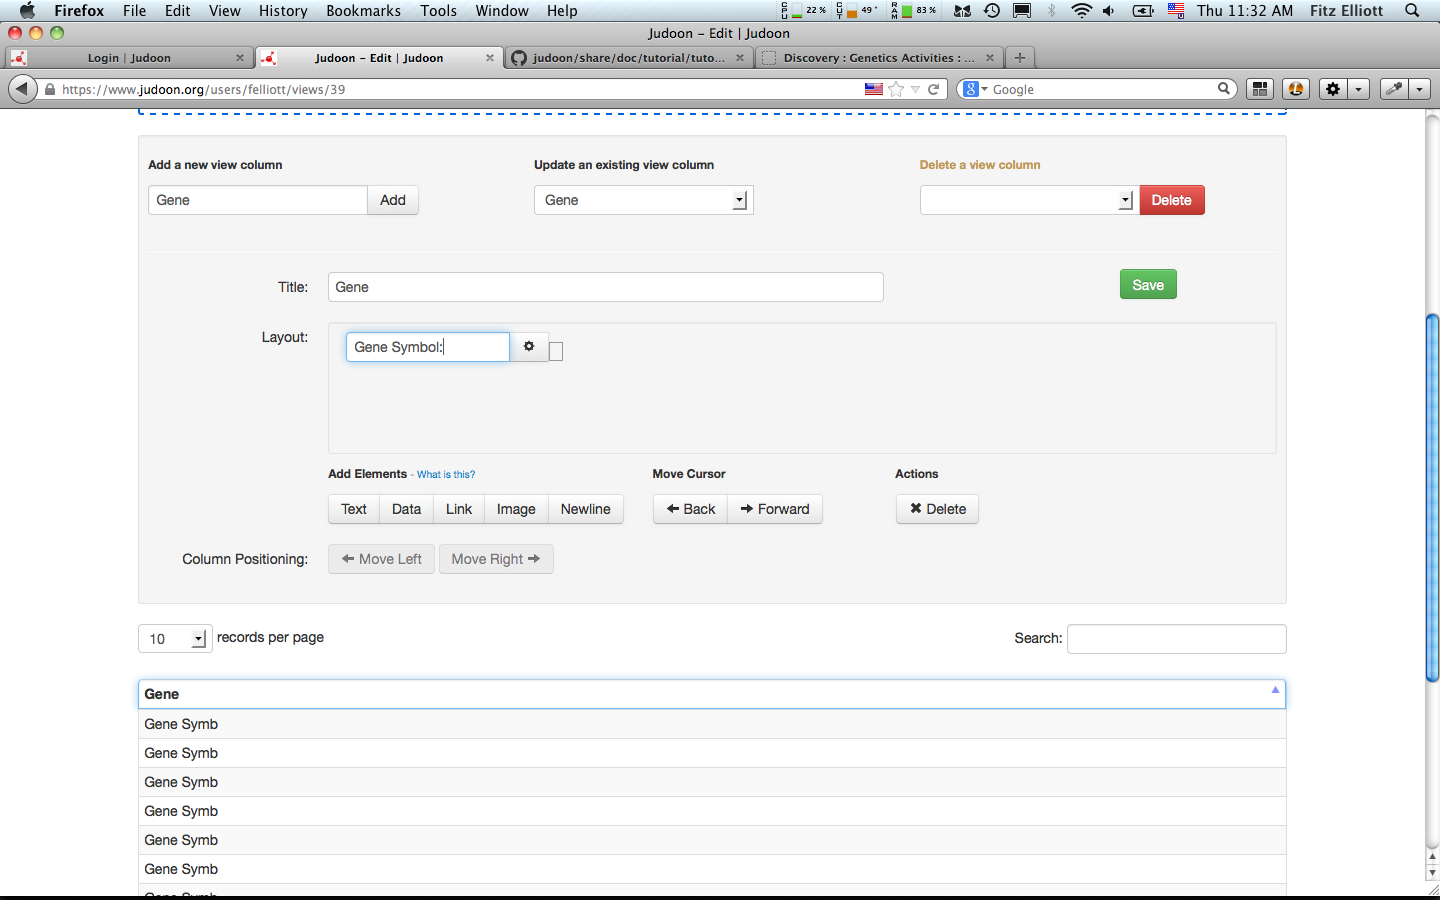 Firefox File Edit View History Bookmarks Tools Window Help CPU 22% CUT 49° RAM 83% Thu 11:32 AM Fitz Elliott
Judoon – Edit | Judoon
Login | Judoon Judoon – Edit | Judoon judoon/share/doc/tutorial/tuto... Discovery : Genetics Activities : ...
https://www.judoon.org/users/felliott/views/39 Google
Add a new view column Update an existing view column Delete a view column
Gene Add Gene Delete
Title: Gene Save
Layout: Gene Symbol:
Add Elements - What is this? Move Cursor Actions
Text Data Link Image Newline Back Forward Delete
Column Positioning: Move Left Move Right
10 records per page Search:
Gene
Gene Symb
Gene Symb
Gene Symb
Gene Symb
Gene Symb
Gene Symb
Gene Symb